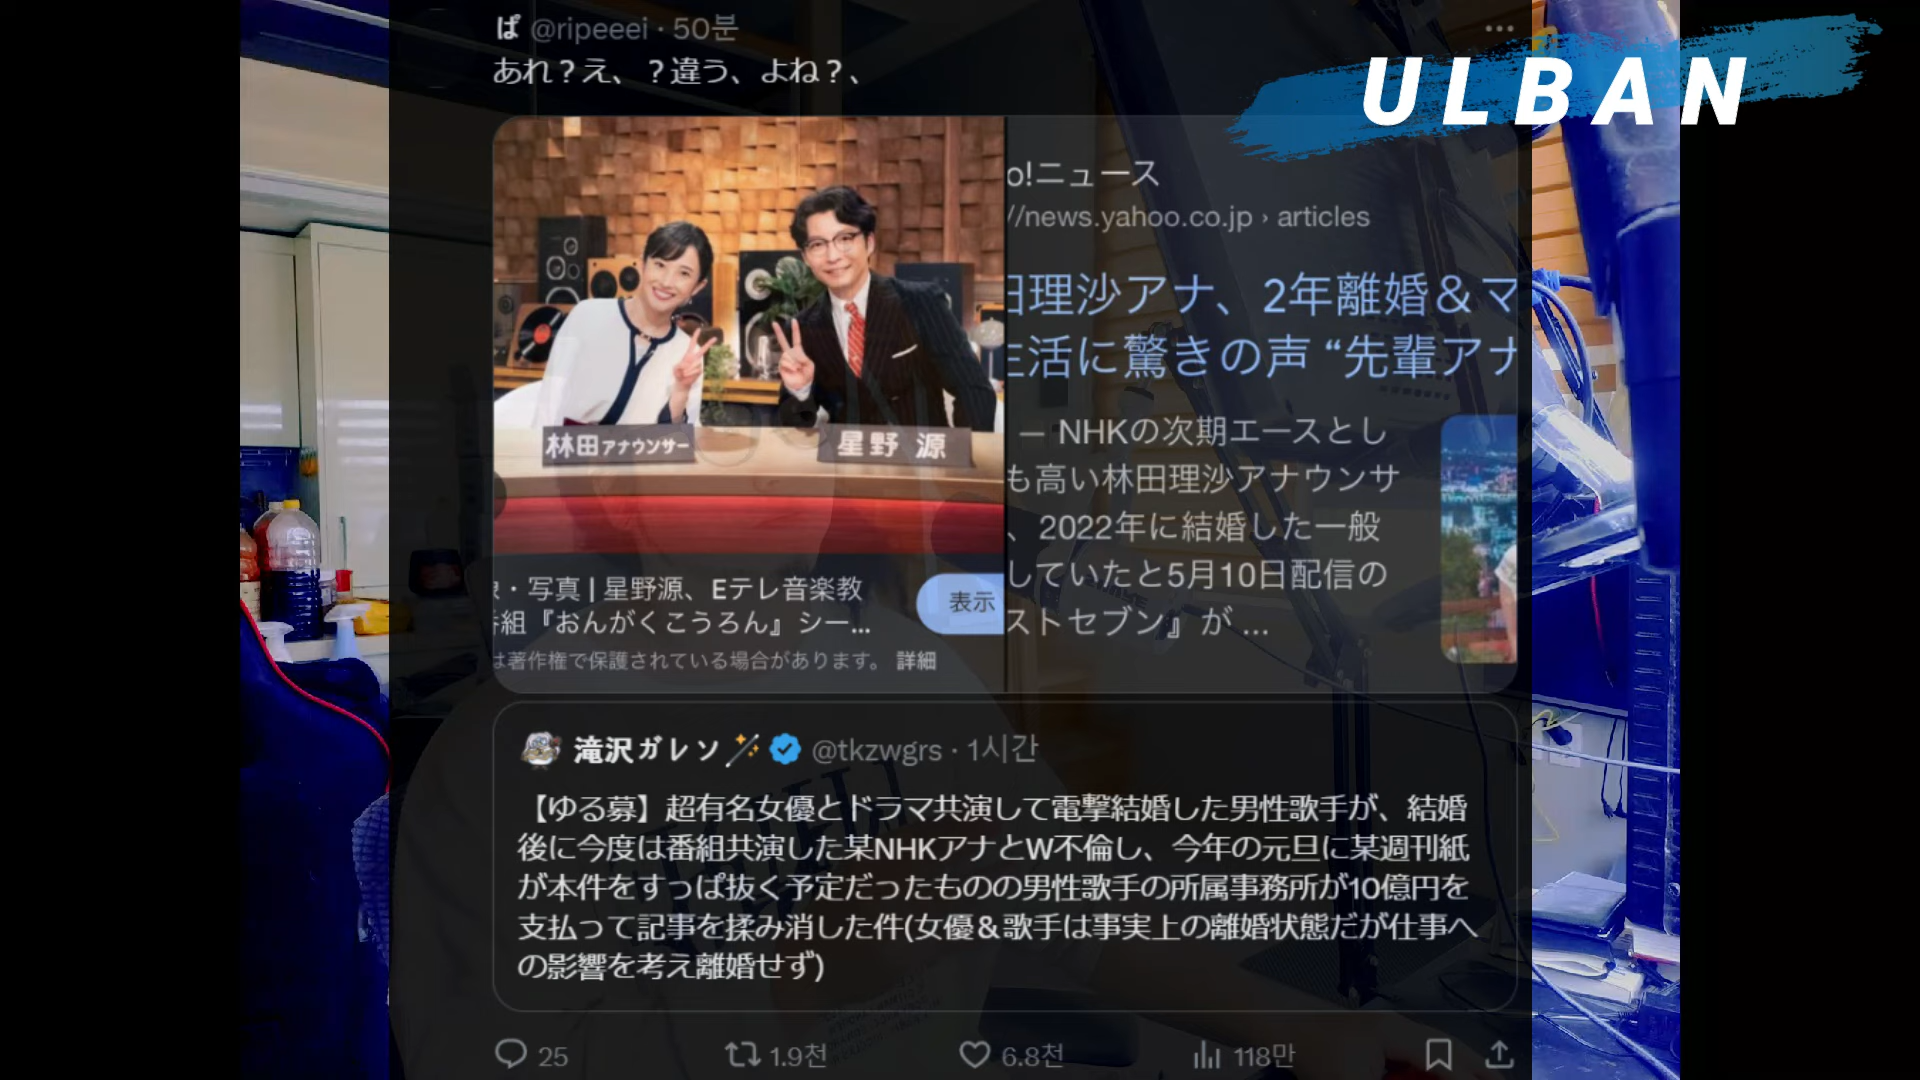 ぱ @ripeeei · 50분
あれ？え、？違う、よね？、
ULBAN
林田アナウンサー
星野 源
・写真 | 星野源、Eテレ音楽教
組『おんがくこうろん』シー...
は著作権で保護されている場合があります。 詳細
表示
o!ニュース
//news.yahoo.co.jp › articles
田理沙アナ、2年離婚＆マ
生活に驚きの声 “先輩アナ
— NHKの次期エースとし
も高い林田理沙アナウンサ
、2022年に結婚した一般
していたと5月10日配信の
ストセブン』が ...
滝沢ガレソ @tkzwgrs · 1시간
【ゆる募】超有名女優とドラマ共演して電撃結婚した男性歌手が、結婚
後に今度は番組共演した某NHKアナとW不倫し、今年の元旦に某週刊紙
が本件をすっぱ抜く予定だったものの男性歌手の所属事務所が10億円を
支払って記事を揉み消した件(女優＆歌手は事実上の離婚状態だが仕事へ
の影響を考え離婚せず)
25 1.9천 6.8천 118만